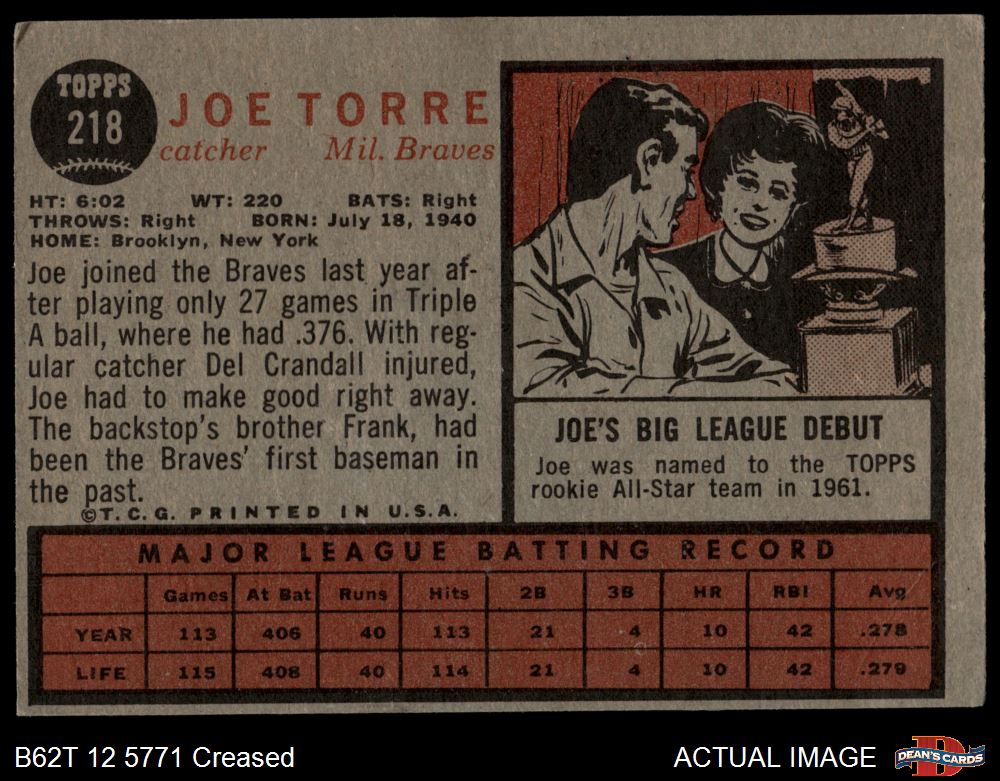 TOPPS
218
JOE TORRE
catcher Mil. Braves
HT: 6:02 WT: 220 BATS: Right
THROWS: Right BORN: July 18, 1940
HOME: Brooklyn, New York
Joe joined the Braves last year af-
ter playing only 27 games in Triple
A ball, where he had .376. With reg-
ular catcher Del Crandall injured,
Joe had to make good right away.
The backstop's brother Frank, had
been the Braves' first baseman in
the past.
©T.C.G. PRINTED IN U.S.A.
JOE'S BIG LEAGUE DEBUT
Joe was named to the TOPPS
rookie All-Star team in 1961.
MAJOR LEAGUE BATTING RECORD
Games At Bat Runs Hits 2B 3B HR RBI Avg
YEAR 113 406 40 113 21 4 10 42 .278
LIFE 115 408 40 114 21 4 10 42 .279
B62T 12 5771 Creased
ACTUAL IMAGE
DEAN'S CARDS